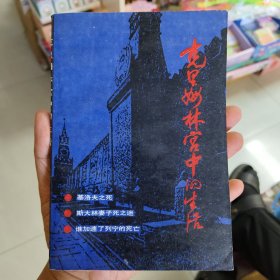 克里姆林宫中的生活
基洛夫之死
斯大林妻子死之迷
谁加速了列宁的死亡